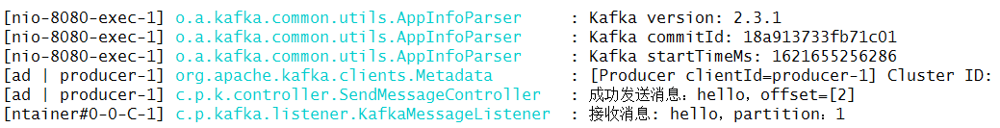 [nio-8080-exec-1] o.a.kafka.common.utils.AppInfoParser : Kafka version: 2.3.1
[nio-8080-exec-1] o.a.kafka.common.utils.AppInfoParser : Kafka commitId: 18a913733fb71c01
[nio-8080-exec-1] o.a.kafka.common.utils.AppInfoParser : Kafka startTimeMs: 1621655256286
[ad | producer-1] org.apache.kafka.clients.Metadata : [Producer clientId=producer-1] Cluster ID:
[ad | producer-1] c.p.k.controller.SendMessageController : 成功发送消息：hello, offset=[2]
[ntainer#0-0-C-1] c.p.kafka.listener.KafkaMessageListener : 接收消息: hello, partition：1